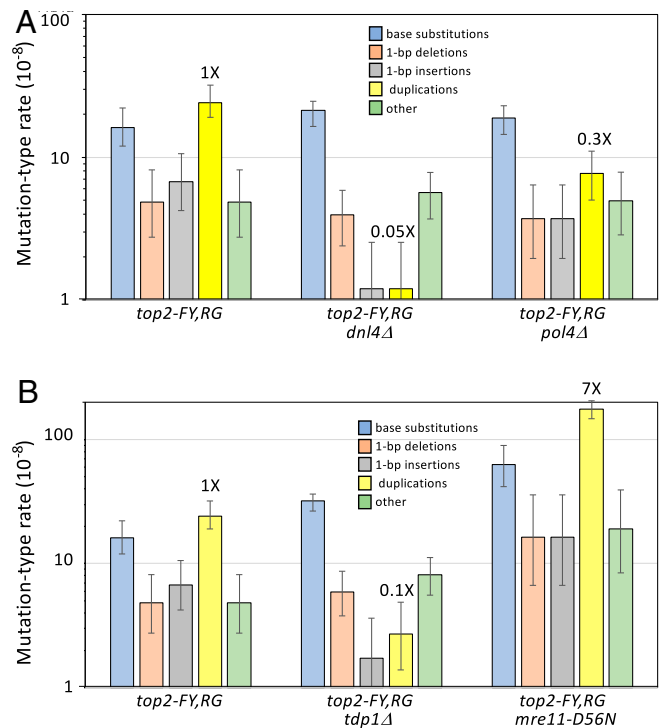 A
100
base substitutions
1-bp deletions
1-bp insertions
duplications
other
1X
0.05X
0.3X
10
1
Mutation-type rate (10-8)
top2-FY,RG
top2-FY,RG
dnl4Δ
top2-FY,RG
pol4Δ
B
7X
base substitutions
1-bp deletions
1-bp insertions
duplications
other
100
1X
0.1X
10
1
Mutation-type rate (10-8)
top2-FY,RG
top2-FY,RG
tdp1Δ
top2-FY,RG
mre11-D56N